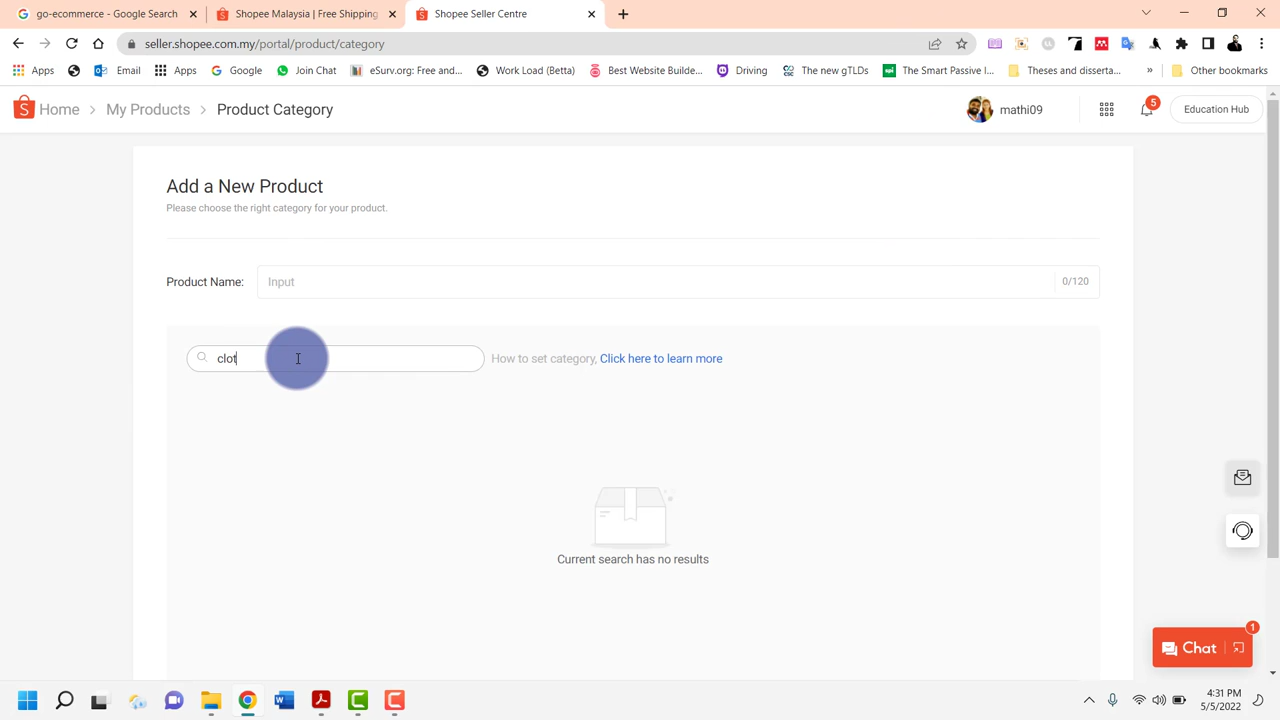 go-ecommerce - Google Search
Shopee Malaysia | Free Shipping
Shopee Seller Centre
seller.shopee.com.my/portal/product/category
Apps
Email
Google
Join Chat
eSurv.org: Free and...
Work Load (Betta)
Best Website Builde...
Driving
The new gTLDs
The Smart Passive I...
Theses and disserta...
»
Other bookmarks
Home > My Products > Product Category
mathi09
5
Education Hub
Add a New Product
Please choose the right category for your product.
Product Name:
Input
0/120
clot
How to set category, Click here to learn more
Current search has no results
1
Chat
4:31 PM
5/5/2022